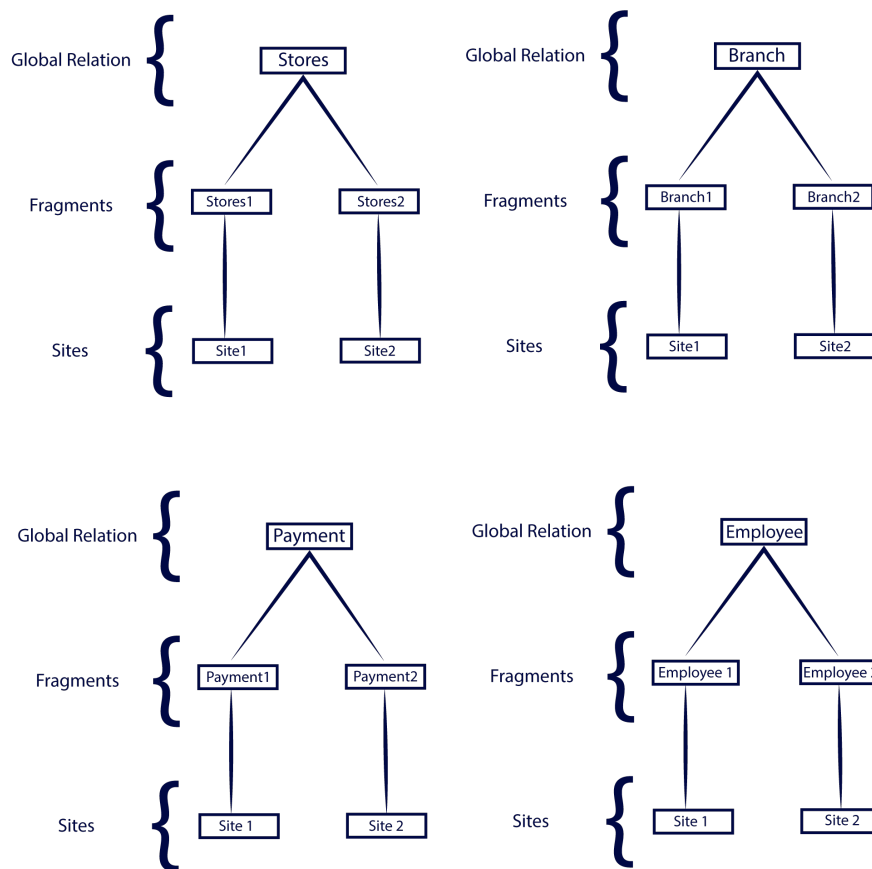 Global Relation
Stores
Fragments
Stores1
Stores2
Sites
Site1
Site2
Global Relation
Branch
Fragments
Branch1
Branch2
Sites
Site1
Site2
Global Relation
Payment
Fragments
Payment1
Payment2
Sites
Site 1
Site 2
Global Relation
Employee
Fragments
Employee 1
Employee
Sites
Site 1
Site 2